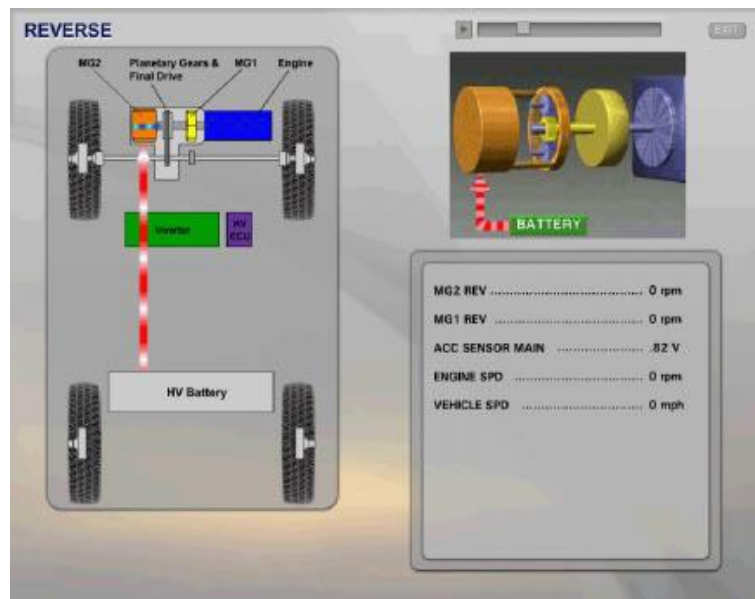 REVERSE
EXIT
MG2 Planetary Gears & MG1 Engine
Final Drive
Inverter HV
ECU
HV Battery
BATTERY
MG2 REV ........................................ 0 rpm
MG1 REV ........................................ 0 rpm
ACC SENSOR MAIN ...................... .82 V
ENGINE SPD ................................. 0 rpm
VEHICLE SPD ................................ 0 mph